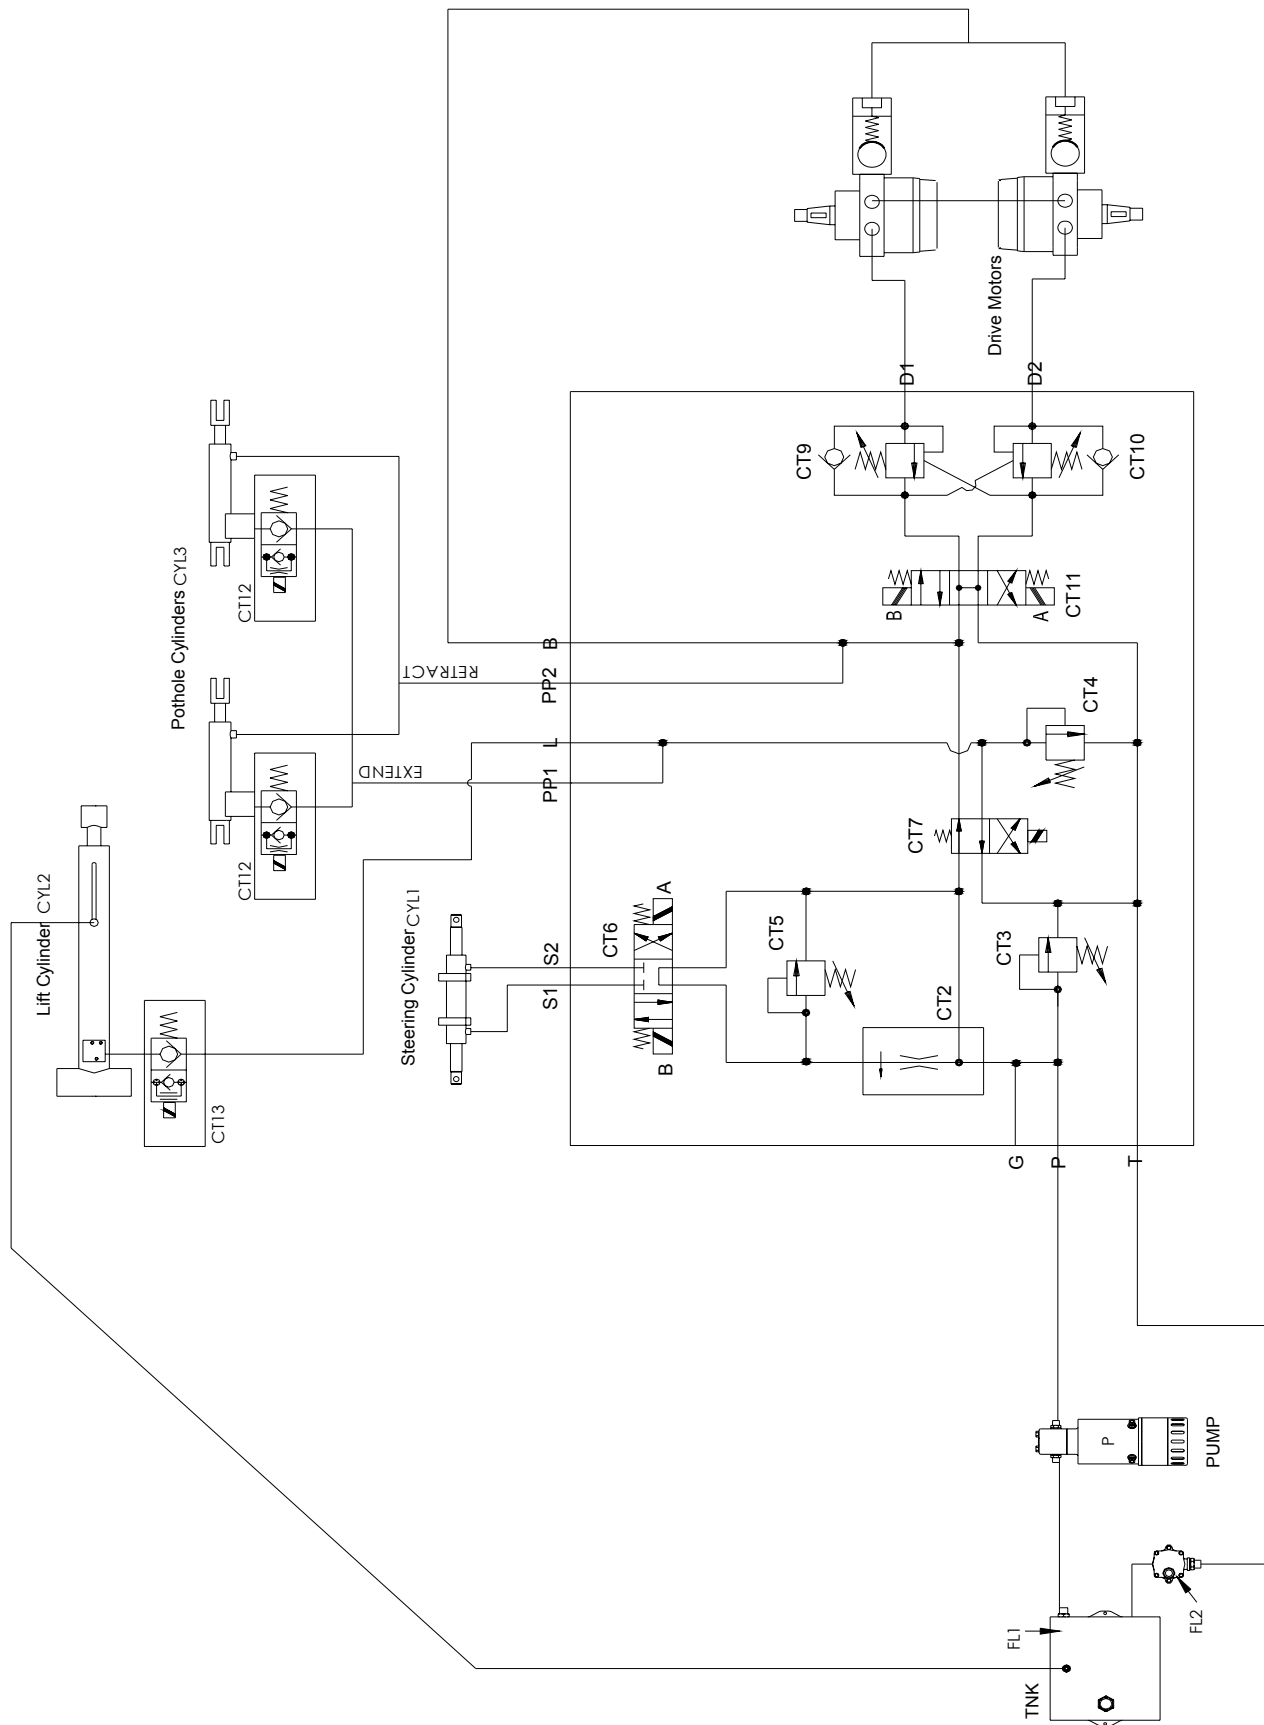 Drive Motors
D1
D2
CT9
CT10
Pothole Cylinders CYL3
CT12
CT12
RETRACT
EXTEND
B
PP2
L
PP1
B
A
CT11
CT4
CT7
Lift Cylinder CYL2
CT13
Steering Cylinder CYL1
S2
S1
CT6
A
B
CT5
CT2
CT3
G
P
T
P
PUMP
FL1
FL2
TNK